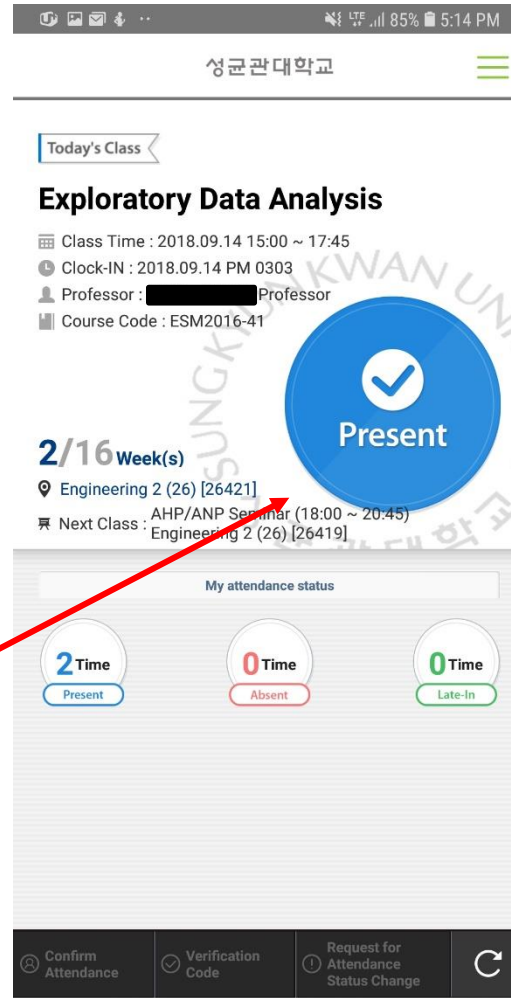 LTE 85% 5:14 PM
성균관대학교
Today's Class
Exploratory Data Analysis
Class Time : 2018.09.14 15:00 ~ 17:45
Clock-IN : 2018.09.14 PM 0303
Professor : Professor
Course Code : ESM2016-41
SUNGKYUNKWAN UNI
Present
2/16 Week(s)
Engineering 2 (26) [26421]
Next Class : AHP/ANP Seminar (18:00 ~ 20:45)
Engineering 2 (26) [26419]
My attendance status
2 Time
0 Time
0 Time
Present
Absent
Late-In
Confirm Attendance
Verification Code
Request for Attendance Status Change